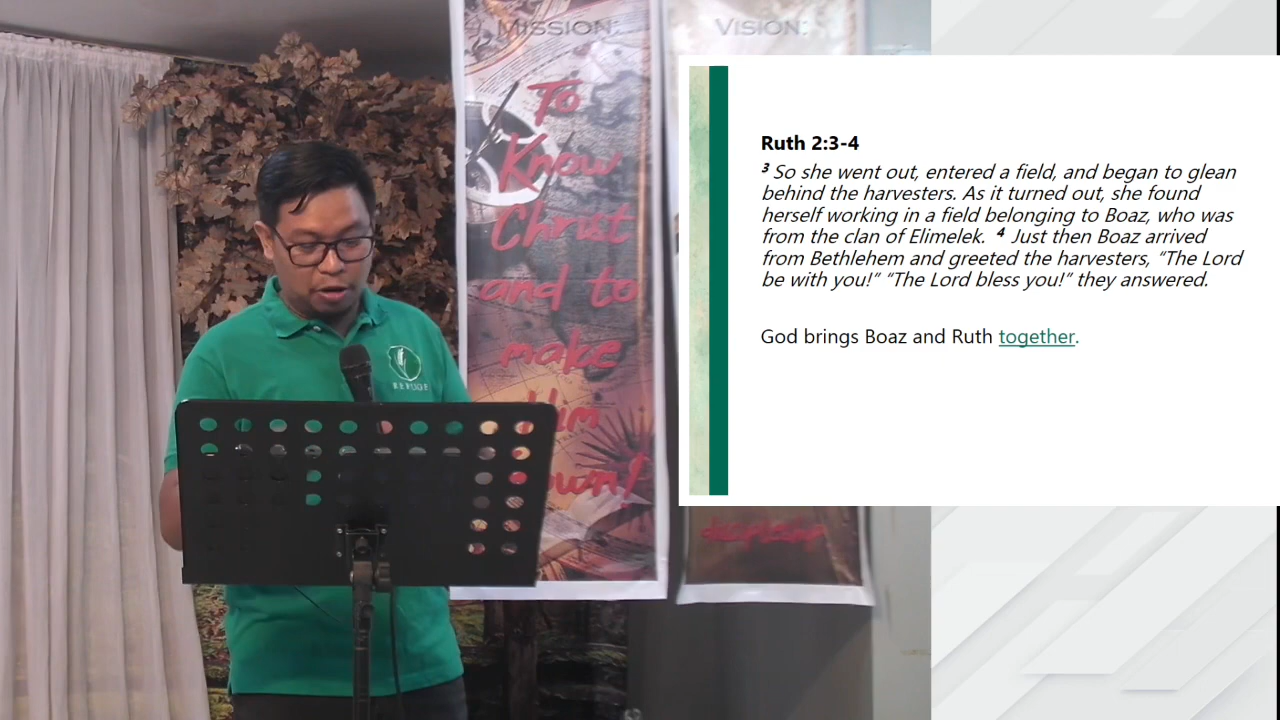 MISSION:
To
Know
Christ
and to
make
Him
VISION:
REFUGE
Ruth 2:3-4
3 So she went out, entered a field, and began to glean
behind the harvesters. As it turned out, she found
herself working in a field belonging to Boaz, who was
from the clan of Elimelek. 4 Just then Boaz arrived
from Bethlehem and greeted the harvesters, “The Lord
be with you!” “The Lord bless you!” they answered.
God brings Boaz and Ruth together.